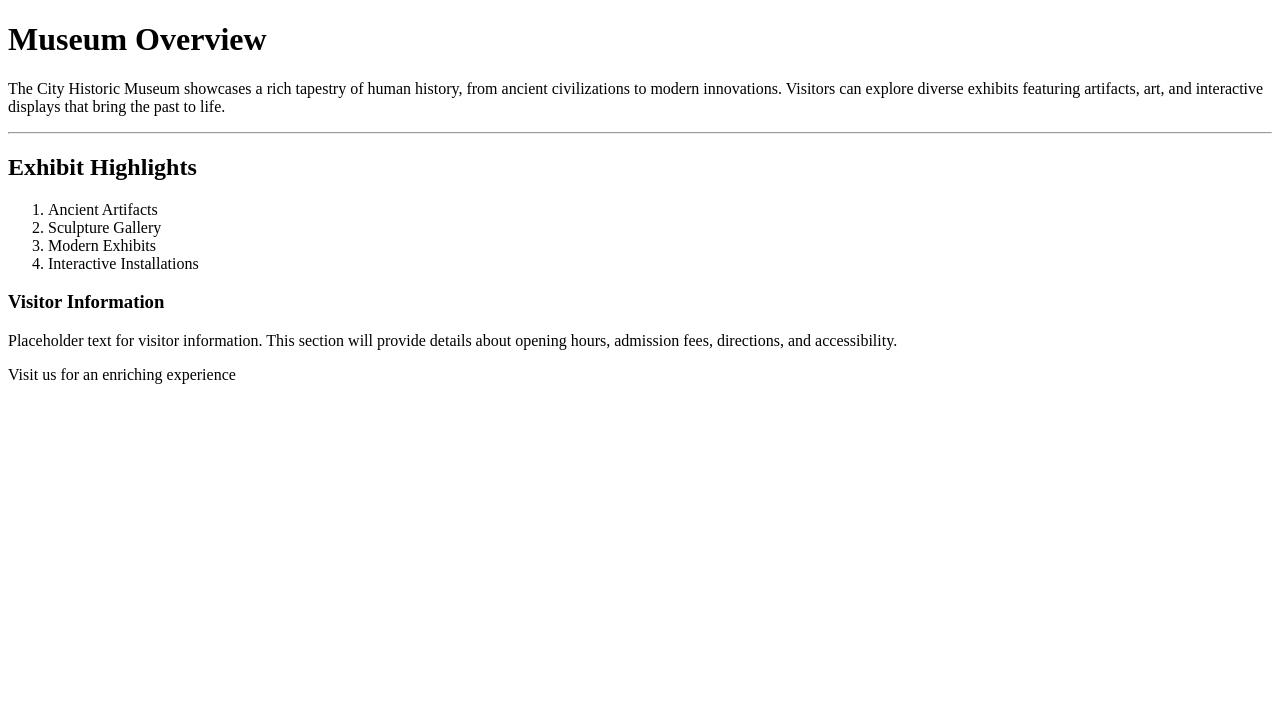 Museum Overview
The City Historic Museum showcases a rich tapestry of human history, from ancient civilizations to modern innovations. Visitors can explore diverse exhibits featuring artifacts, art, and interactive
displays that bring the past to life.
Exhibit Highlights
1. Ancient Artifacts
2. Sculpture Gallery
3. Modern Exhibits
4. Interactive Installations
Visitor Information
Placeholder text for visitor information. This section will provide details about opening hours, admission fees, directions, and accessibility.
Visit us for an enriching experience